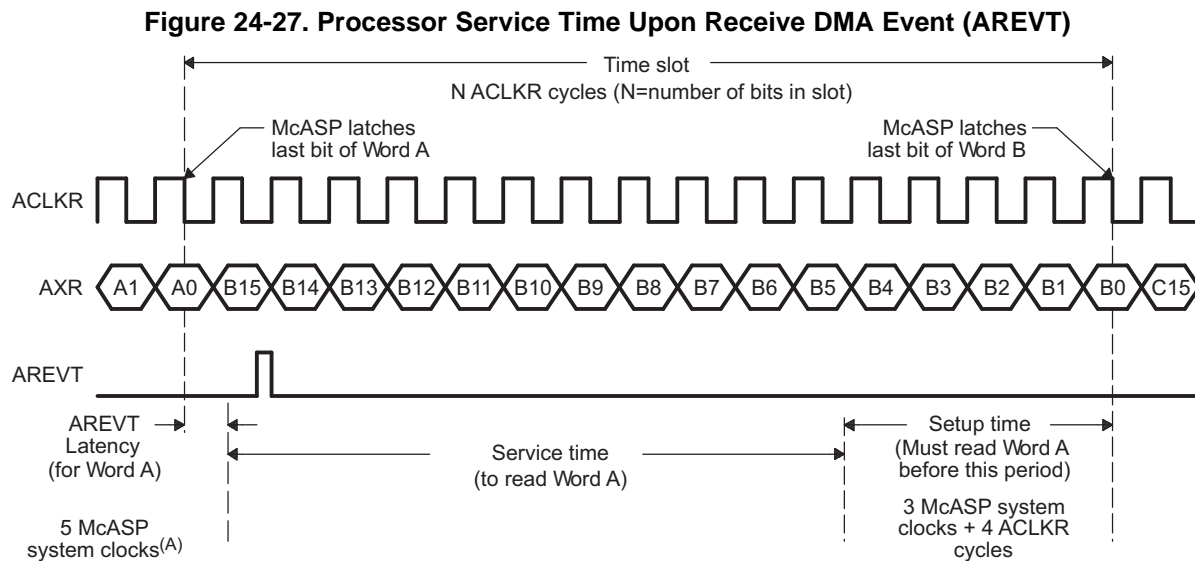 Figure 24-27. Processor Service Time Upon Receive DMA Event (AREVT)
Time slot
N ACLKR cycles (N=number of bits in slot)
McASP latches
last bit of Word A
McASP latches
last bit of Word B
ACLKR
AXR
A1 A0 B15 B14 B13 B12 B11 B10 B9 B8 B7 B6 B5 B4 B3 B2 B1 B0 C15
AREVT
AREVT
Latency
(for Word A)
Service time
(to read Word A)
Setup time
(Must read Word A
before this period)
5 McASP
system clocks(A)
3 McASP system
clocks + 4 ACLKR
cycles